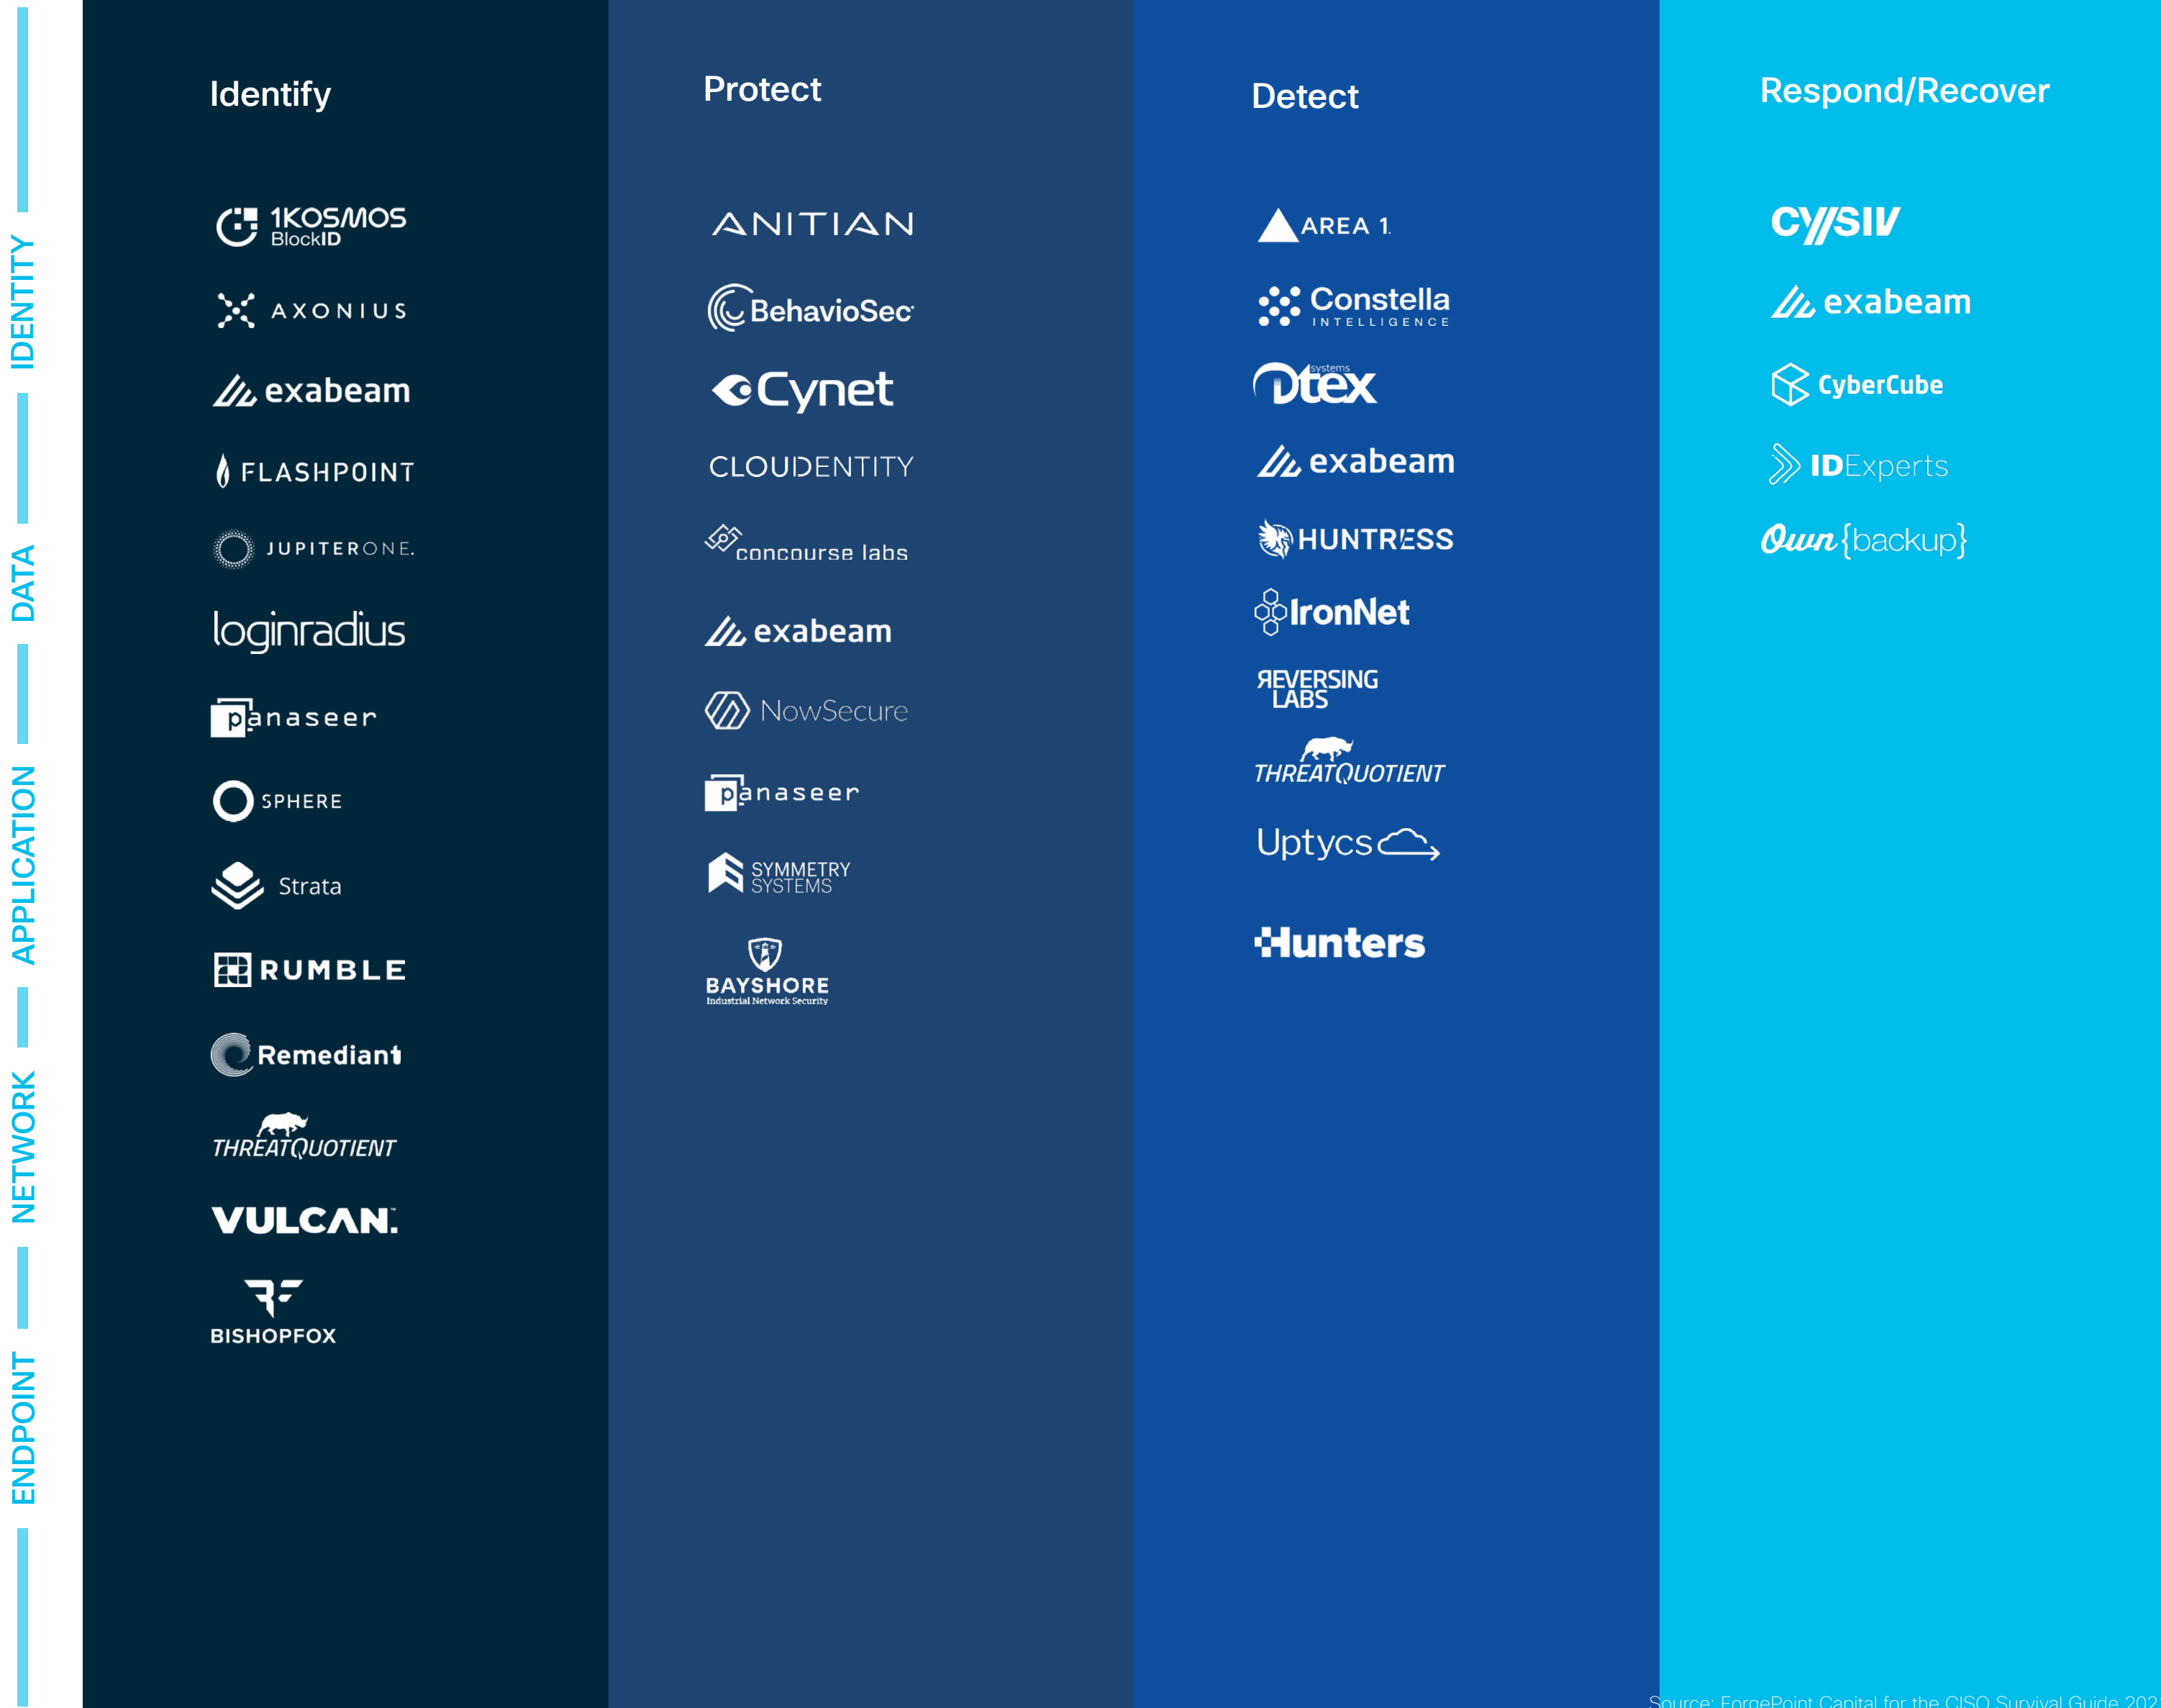 IDENTITY
DATA
APPLICATION
NETWORK
ENDPOINT
Identify
1KOSMOS
BlockID
AXONIUS
exabeam
FLASHPOINT
JUPITERONE.
loginradius
panaseer
SPHERE
Strata
RUMBLE
Remediant
THREATQUOTIENT
VULCAN.™
BISHOPFOX
Protect
ANITIAN
BehavioSec
Cynet
CLOUDENTITY
concourse labs
exabeam
NowSecure
panaseer
SYMMETRY
SYSTEMS
BAYSHORE
Industrial Network Security
Detect
AREA 1.
Constella
INTELLIGENCE
systems
Dtex
exabeam
HUNTRESS
IronNet
REVERSING
LABS
THREATQUOTIENT
Uptycs
Hunters
Respond/Recover
CYSIV
exabeam
CyberCube
IDExperts
Own{backup}
Source: ForgePoint Capital for the CISO Survival Guide 202